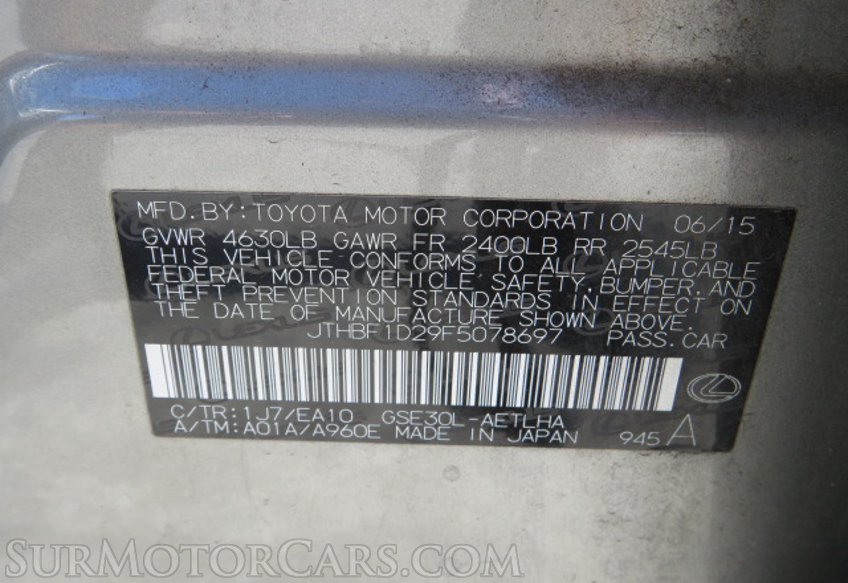 MFD. BY: TOYOTA MOTOR CORPORATION 06/15
GVWR 4630LB GAWR FR 2400LB RR 2545LB
THIS VEHICLE CONFORMS TO ALL APPLICABLE
FEDERAL MOTOR VEHICLE SAFETY, BUMPER, AND
THEFT PREVENTION STANDARDS IN EFFECT ON
THE DATE OF MANUFACTURE SHOWN ABOVE.
JTHBF1D29F5078697 PASS. CAR
C/TR: 1J7/EA10 GSE30L-AETLHA
A/TM: A01A/A960E MADE IN JAPAN 945 A
SURMOTORCARS.COM